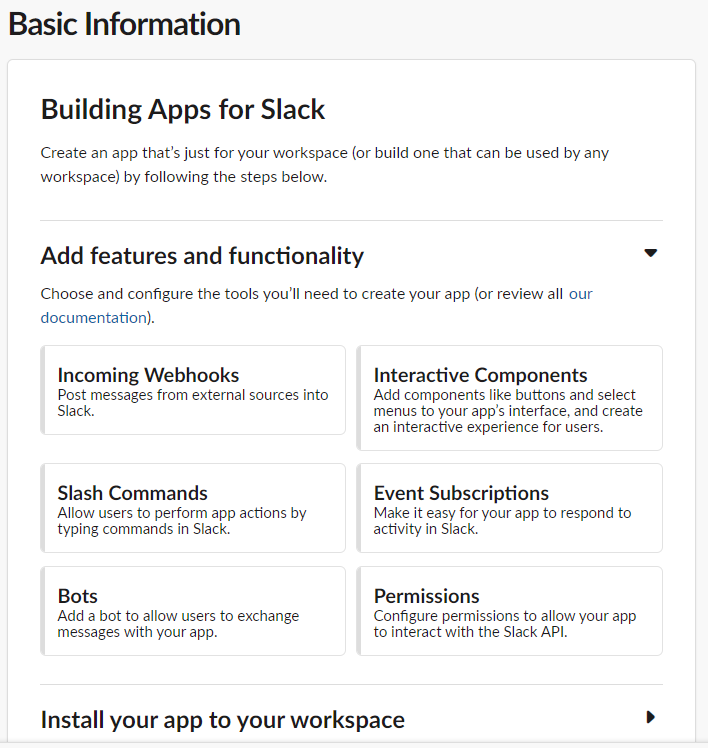 Basic Information
Building Apps for Slack
Create an app that’s just for your workspace (or build one that can be used by any
workspace) by following the steps below.
Add features and functionality
Choose and configure the tools you’ll need to create your app (or review all our
documentation).
Incoming Webhooks
Post messages from external sources into
Slack.
Interactive Components
Add components like buttons and select
menus to your app’s interface, and create
an interactive experience for users.
Slash Commands
Allow users to perform app actions by
typing commands in Slack.
Event Subscriptions
Make it easy for your app to respond to
activity in Slack.
Bots
Add a bot to allow users to exchange
messages with your app.
Permissions
Configure permissions to allow your app
to interact with the Slack API.
Install your app to your workspace